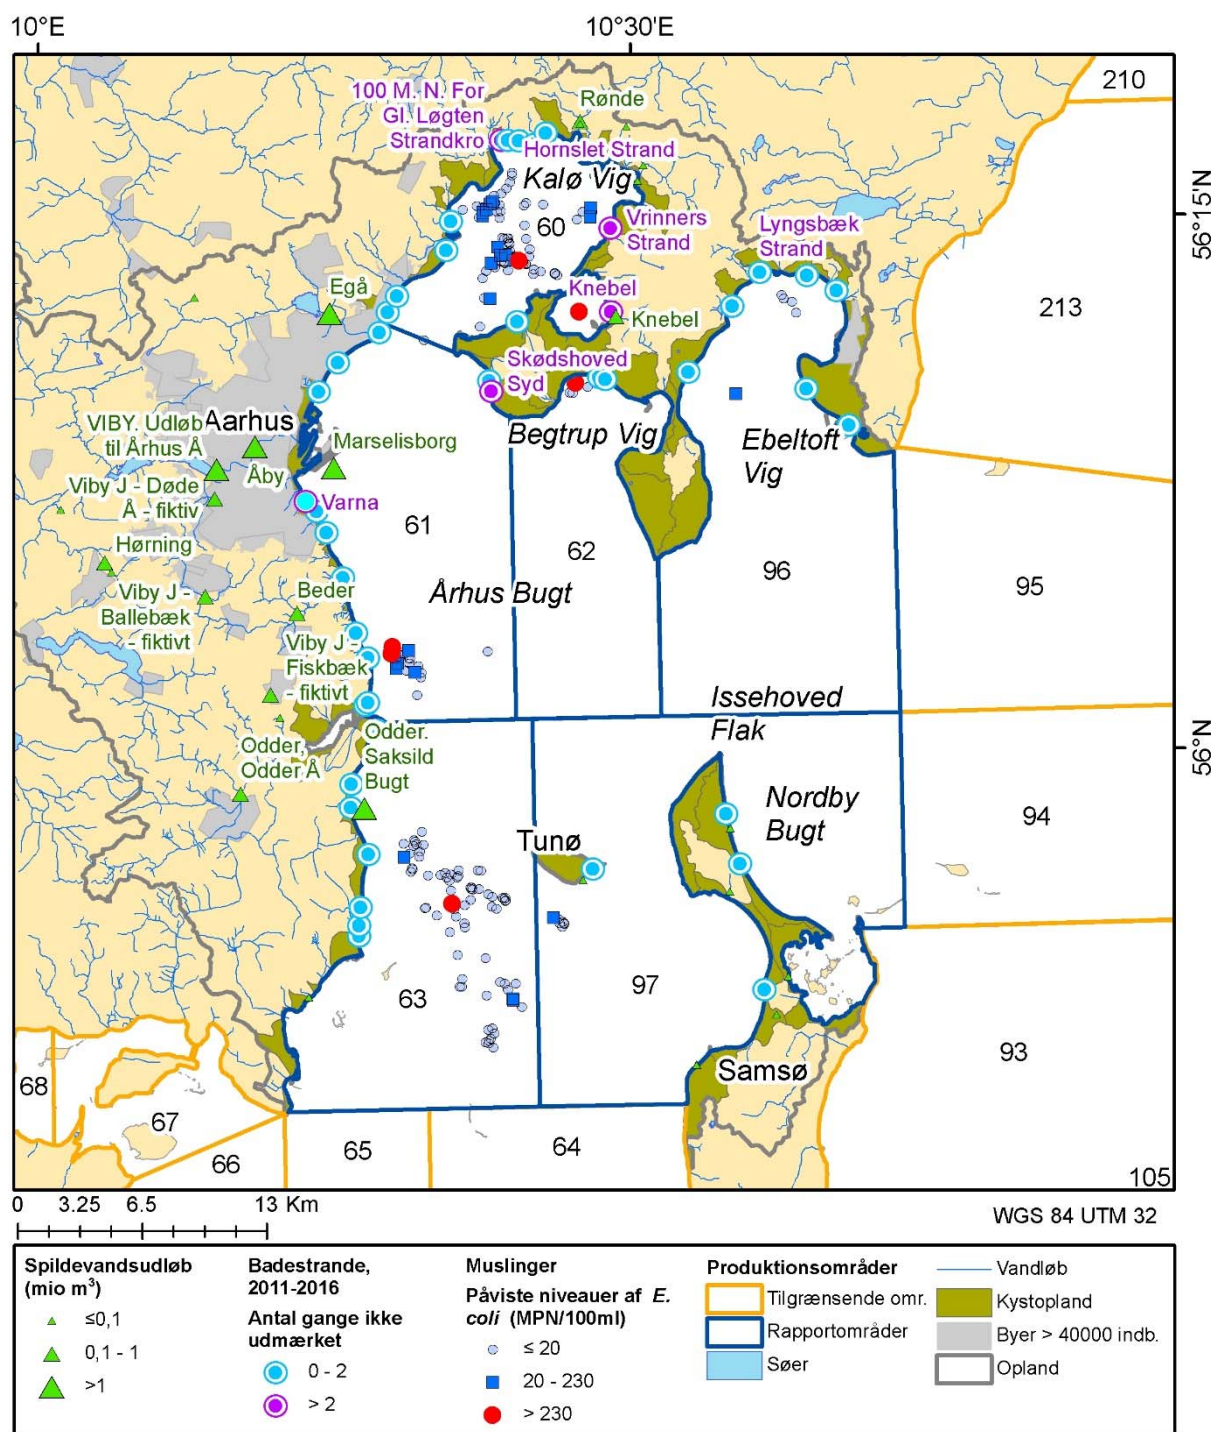 10°E
10°30'E
210
100 M. N. For
Gl. Løgten
Strandkro
Rønde
Hornslet Strand
Kalø Vig
56°15'N
60
Vrinners
Strand
Lyngsbæk
Strand
Egå
Knebel
Knebel
213
Skødshoved
Syd
VIBY. Udløb
til Århus Å
Aarhus
Marselisborg
Begtrup Vig
Ebeltoft
Vig
Åby
Viby J - Døde
Å - fiktiv
Varna
61
62
96
95
Hørning
Viby J -
Ballebæk
- fiktivt
Beder
Århus Bugt
Viby J -
Fiskbæk
- fiktivt
Issehoved
Flak
56°N
Odder,
Odder Å
Odder.
Saksild
Bugt
Nordby
Bugt
94
Tunø
63
97
93
Samsø
68
67
66
65
64
105
0 3.25 6.5 13 Km
WGS 84 UTM 32
Spildevandsudløb
(mio m³)
≤0,1
0,1 - 1
>1
Badestrande,
2011-2016
Antal gange ikke
udmærket
0 - 2
> 2
Muslinger
Påviste niveauer af E.
coli (MPN/100ml)
≤ 20
20 - 230
> 230
Produktionsområder
Tilgrænsende omr.
Rapportområder
Søer
Vandløb
Kystopland
Byer > 40000 indb.
Opland